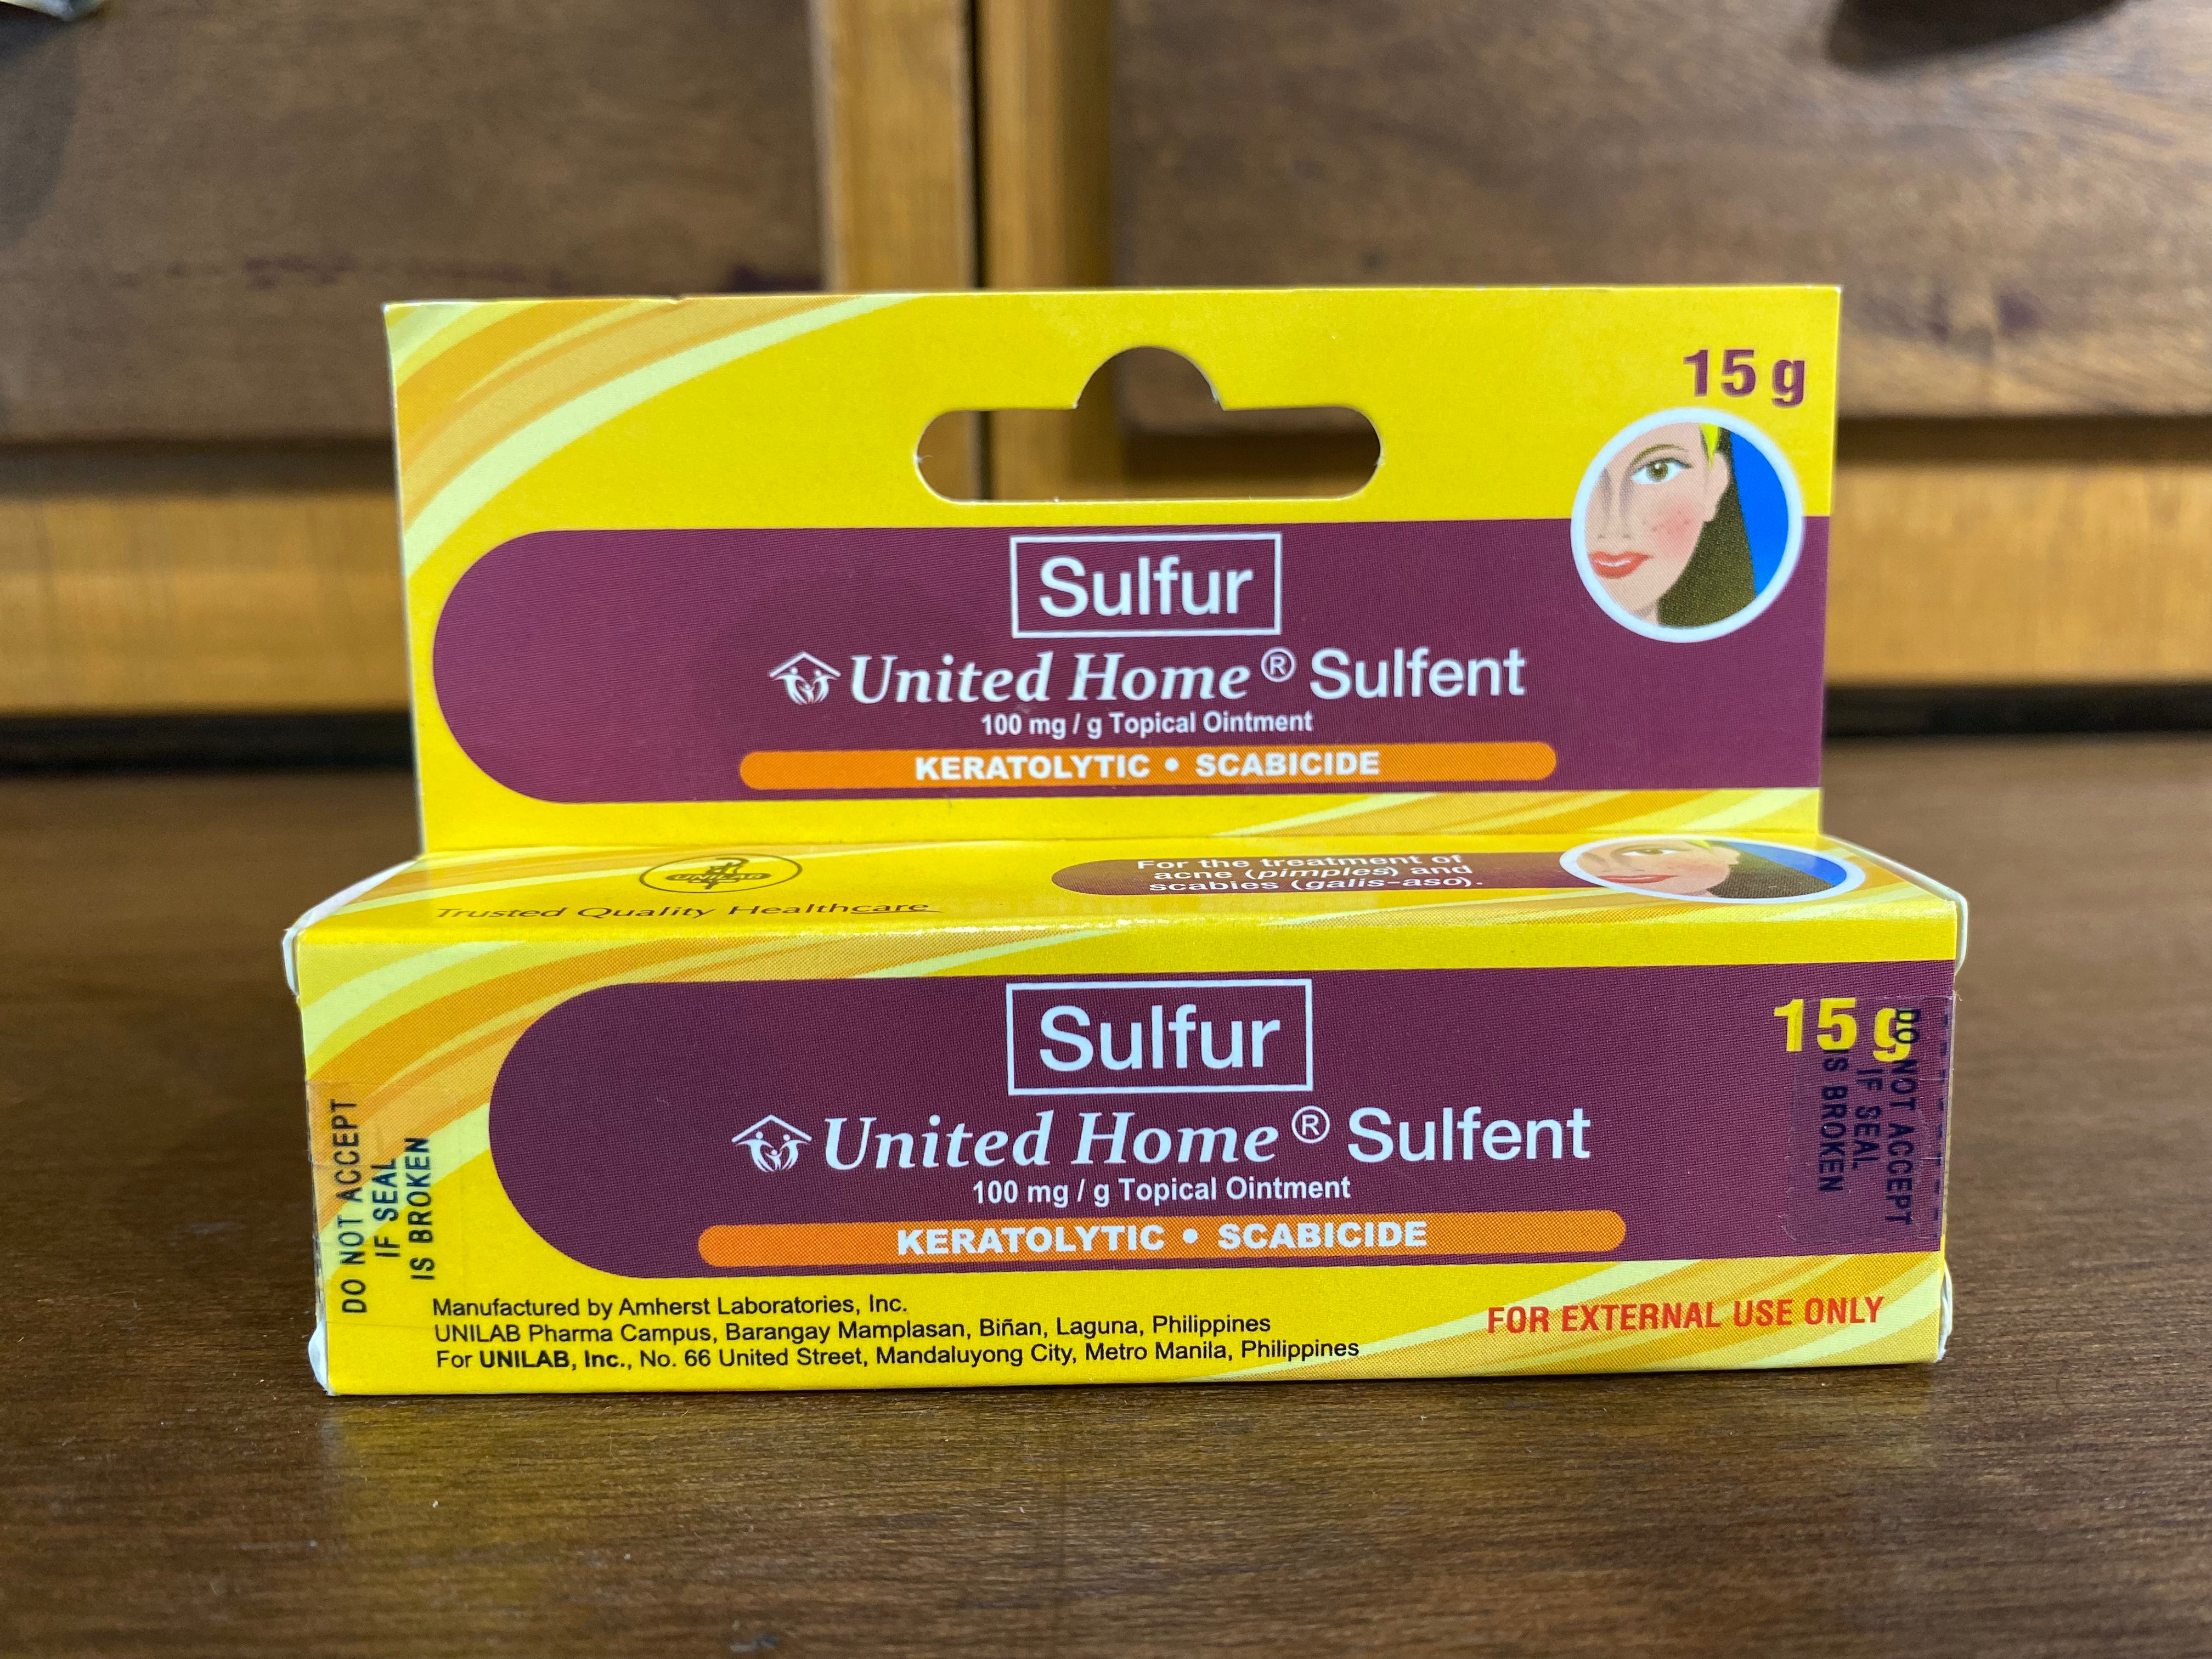 15 g
Sulfur
United Home® Sulfent
100 mg / g Topical Ointment
KERATOLYTIC • SCABICIDE
UNILAB
Trusted Quality Healthcare
For the treatment of
acne (pimples) and
scabies (galis-aso).
Sulfur
15 g
United Home® Sulfent
100 mg / g Topical Ointment
KERATOLYTIC • SCABICIDE
DO NOT ACCEPT
IF SEAL
IS BROKEN
DO NOT ACCEPT
IF SEAL
IS BROKEN
Manufactured by Amherst Laboratories, Inc.
UNILAB Pharma Campus, Barangay Mamplasan, Biñan, Laguna, Philippines
For UNILAB, Inc., No. 66 United Street, Mandaluyong City, Metro Manila, Philippines
FOR EXTERNAL USE ONLY